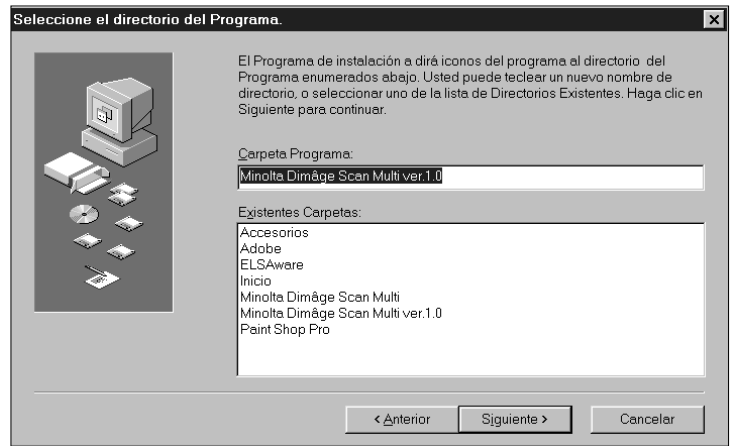 Seleccione el directorio del Programa.
El Programa de instalación a dirá iconos del programa al directorio del
Programa enumerados abajo. Usted puede teclear un nuevo nombre de
directorio, o seleccionar uno de la lista de Directorios Existentes. Haga clic en
Siguiente para continuar.
Carpeta Programa:
Minolta Dimâge Scan Multi ver.1.0
Existentes Carpetas:
Accesorios
Adobe
ELSAware
Inicio
Minolta Dimâge Scan Multi
Minolta Dimâge Scan Multi ver.1.0
Paint Shop Pro
< Anterior
Siguiente >
Cancelar